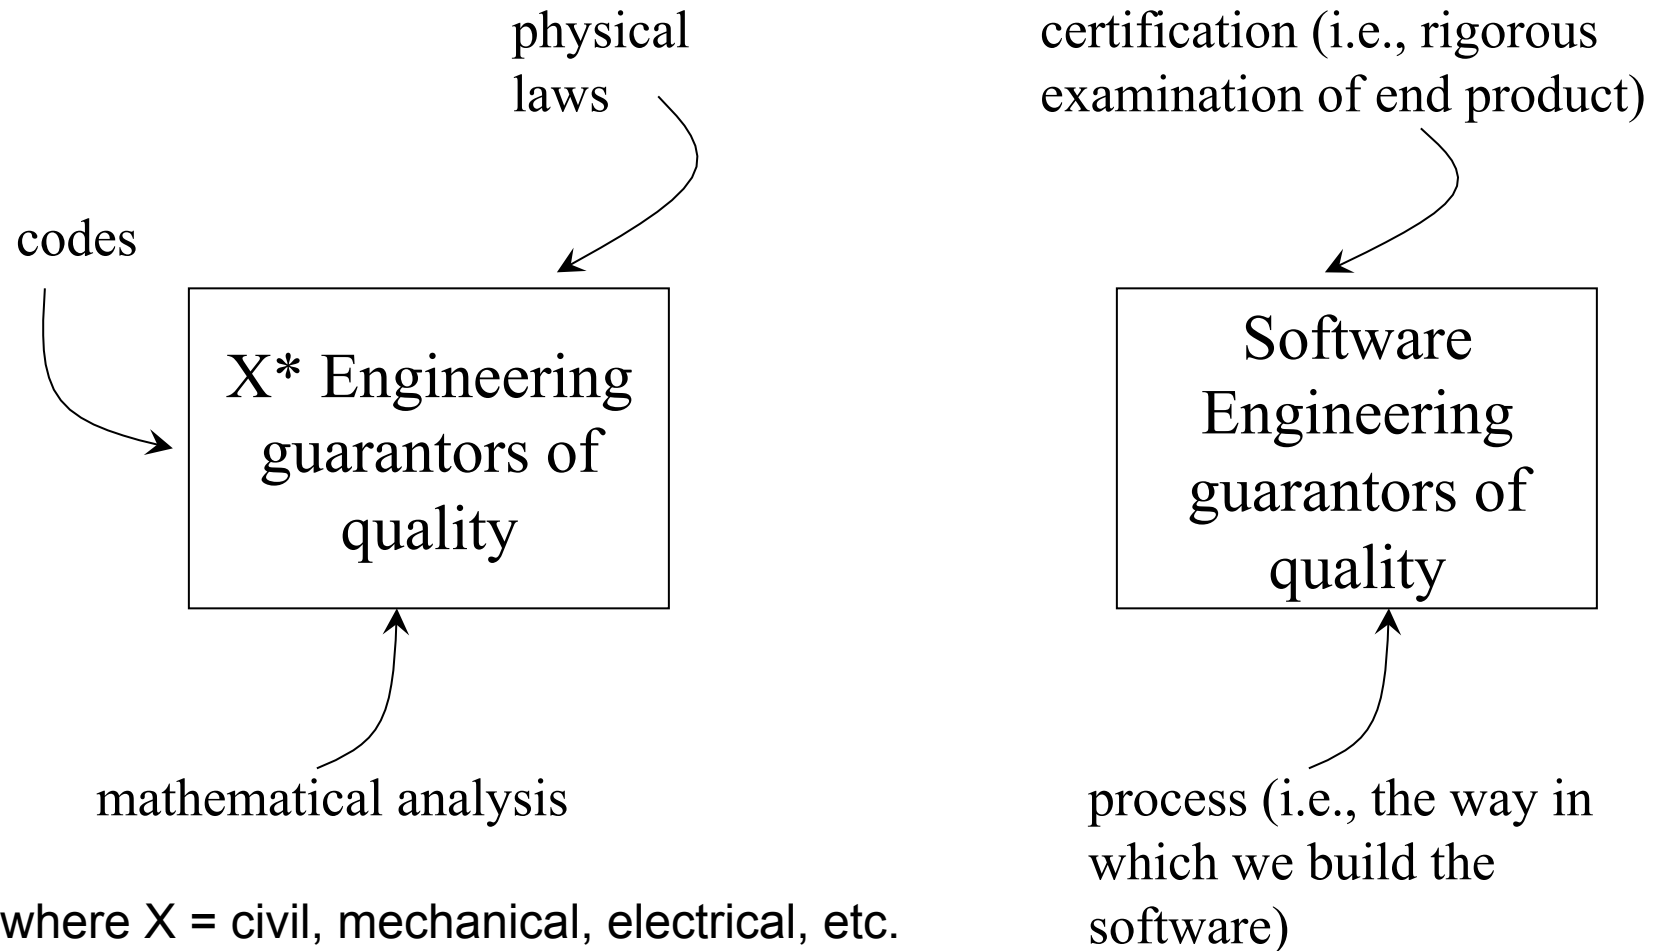 physical
laws
codes
X* Engineering
guarantors of
quality
mathematical analysis
where X = civil, mechanical, electrical, etc.
certification (i.e., rigorous
examination of end product)
Software
Engineering
guarantors of
quality
process (i.e., the way in
which we build the
software)